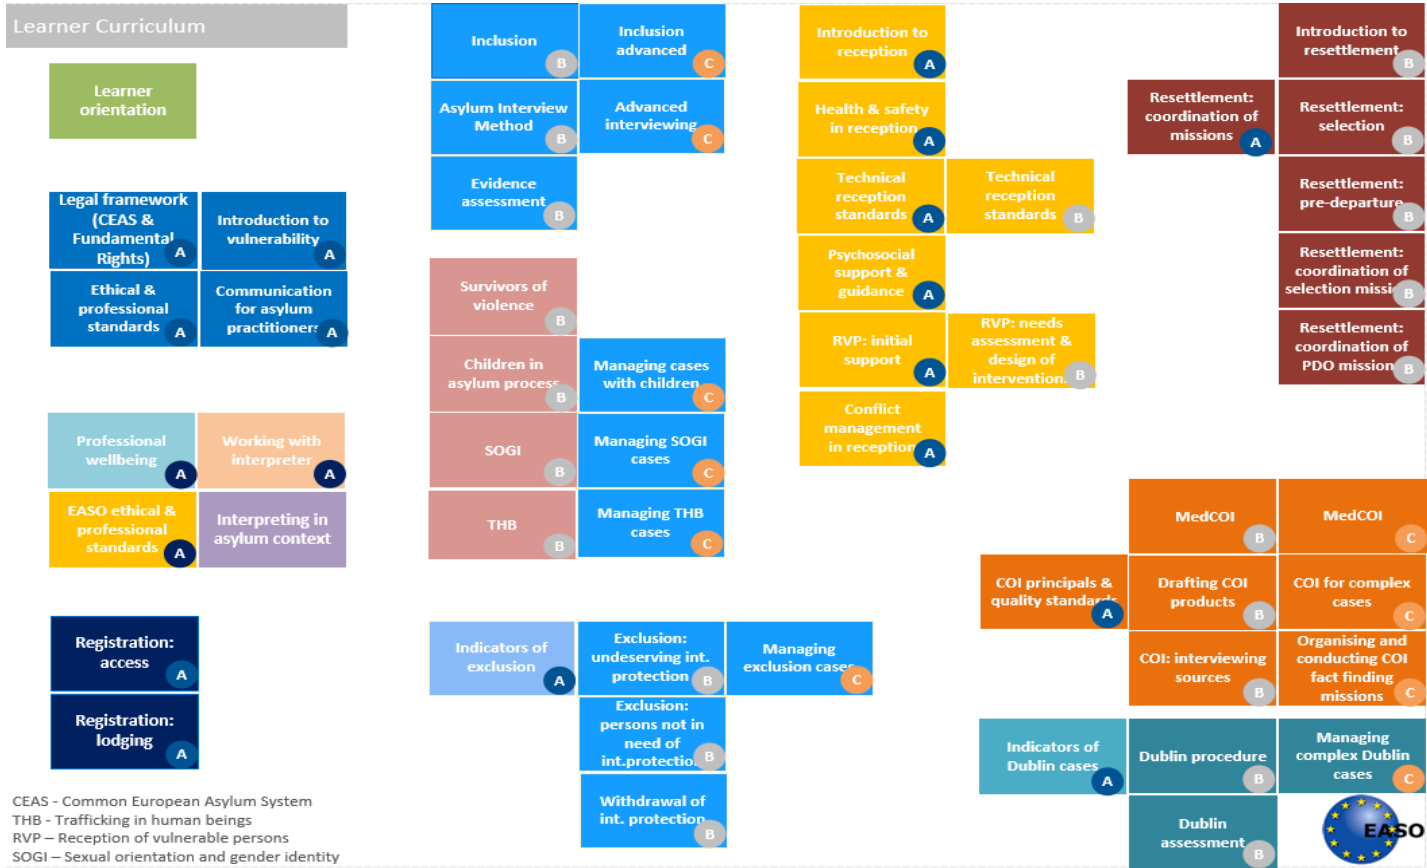 Learner Curriculum
Learner
orientation
Legal framework
(CEAS &
Fundamental
Rights)
A
Introduction to
vulnerability
A
Ethical &
professional
standards
A
Communication
for asylum
practitioners
A
Professional
wellbeing
A
Working with
interpreter
A
EASO ethical &
professional
standards
A
Interpreting in
asylum context
Registration:
access
A
Registration:
lodging
A
CEAS - Common European Asylum System
THB - Trafficking in human beings
RVP – Reception of vulnerable persons
SOGI – Sexual orientation and gender identity
Inclusion
B
Inclusion
advanced
C
Asylum Interview
Method
B
Advanced
interviewing
C
Evidence
assessment
B
Survivors of
violence
B
Children in
asylum process
B
Managing cases
with children
C
SOGI
B
Managing SOGI
cases
C
THB
B
Managing THB
cases
C
Indicators of
exclusion
A
Exclusion:
undeserving int.
protection
B
Managing
exclusion cases
C
Exclusion:
persons not in
need of
int.protectio
B
Withdrawal of
int. protection
B
Introduction to
reception
A
Health & safety
in reception
A
Technical
reception
standards
A
Technical
reception
standards
B
Psychosocial
support &
guidance
A
RVP: initial
support
A
RVP: needs
assessment &
design of
intervention
B
Conflict
management
in reception
A
Introduction to
resettlement
B
Resettlement:
coordination of
missions
A
Resettlement:
selection
B
Resettlement:
pre-departure
B
Resettlement:
coordination of
selection missi
B
Resettlement:
coordination of
PDO mission
B
MedCOI
B
MedCOI
C
COI principals &
quality standards
A
Drafting COI
products
B
COI for complex
cases
C
COI: interviewing
sources
B
Organising and
conducting COI
fact finding
missions
C
Indicators of
Dublin cases
A
Dublin procedure
B
Managing
complex Dublin
cases
C
Dublin
assessment
B
EASO